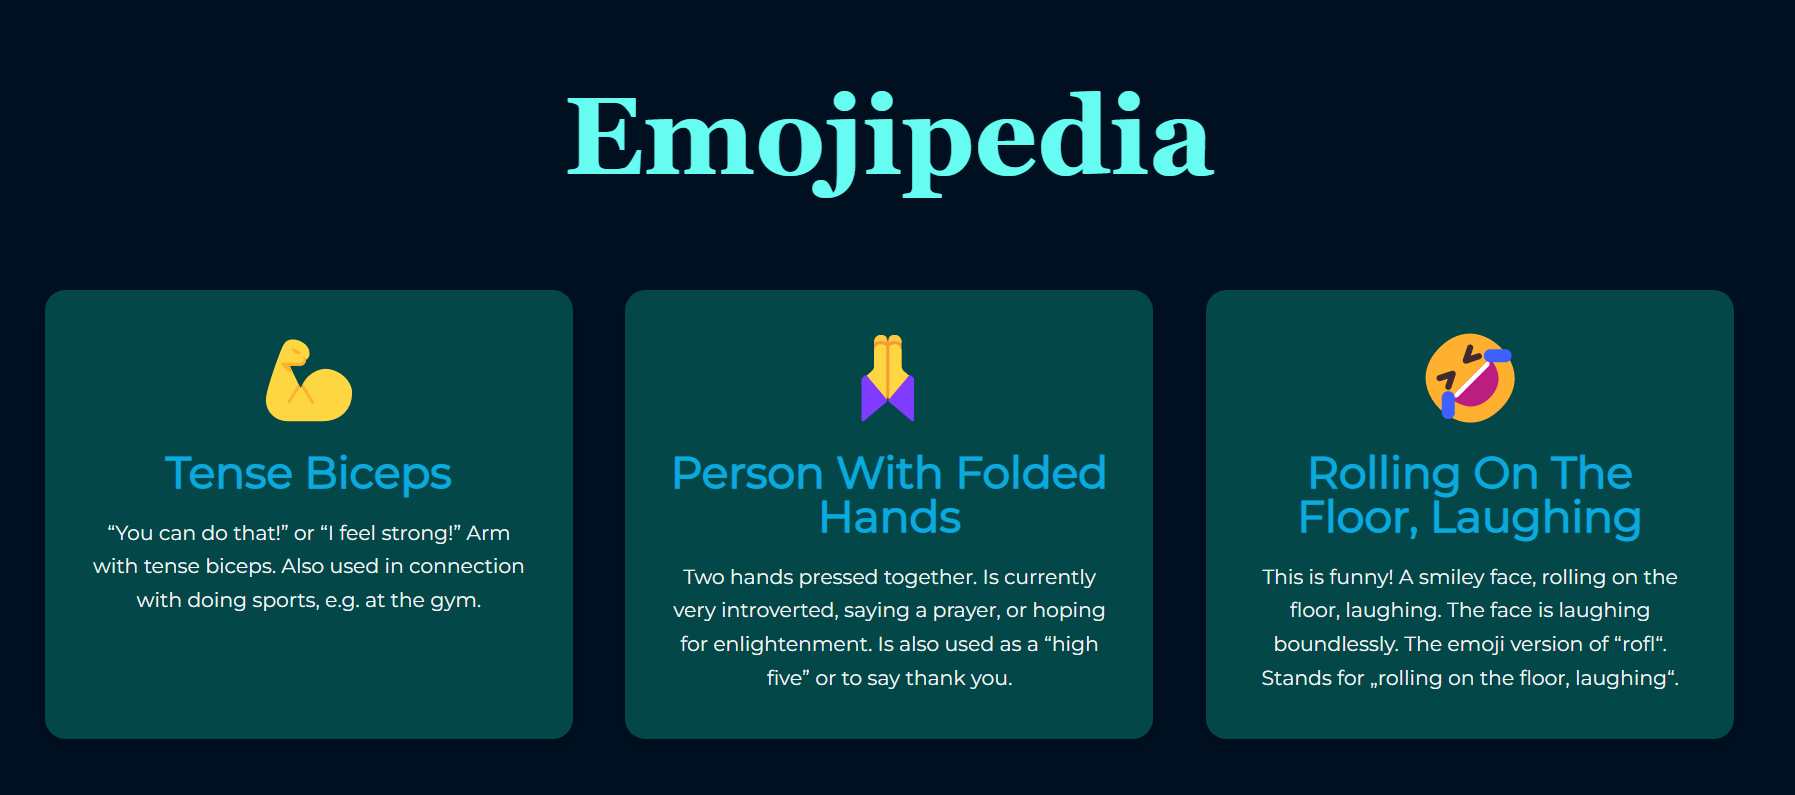 Emojipedia
Tense Biceps
“You can do that!” or “I feel strong!” Arm
with tense biceps. Also used in connection
with doing sports, e.g. at the gym.
Person With Folded
Hands
Two hands pressed together. Is currently
very introverted, saying a prayer, or hoping
for enlightenment. Is also used as a “high
five” or to say thank you.
Rolling On The
Floor, Laughing
This is funny! A smiley face, rolling on the
floor, laughing. The face is laughing
boundlessly. The emoji version of “rofl“.
Stands for „rolling on the floor, laughing“.